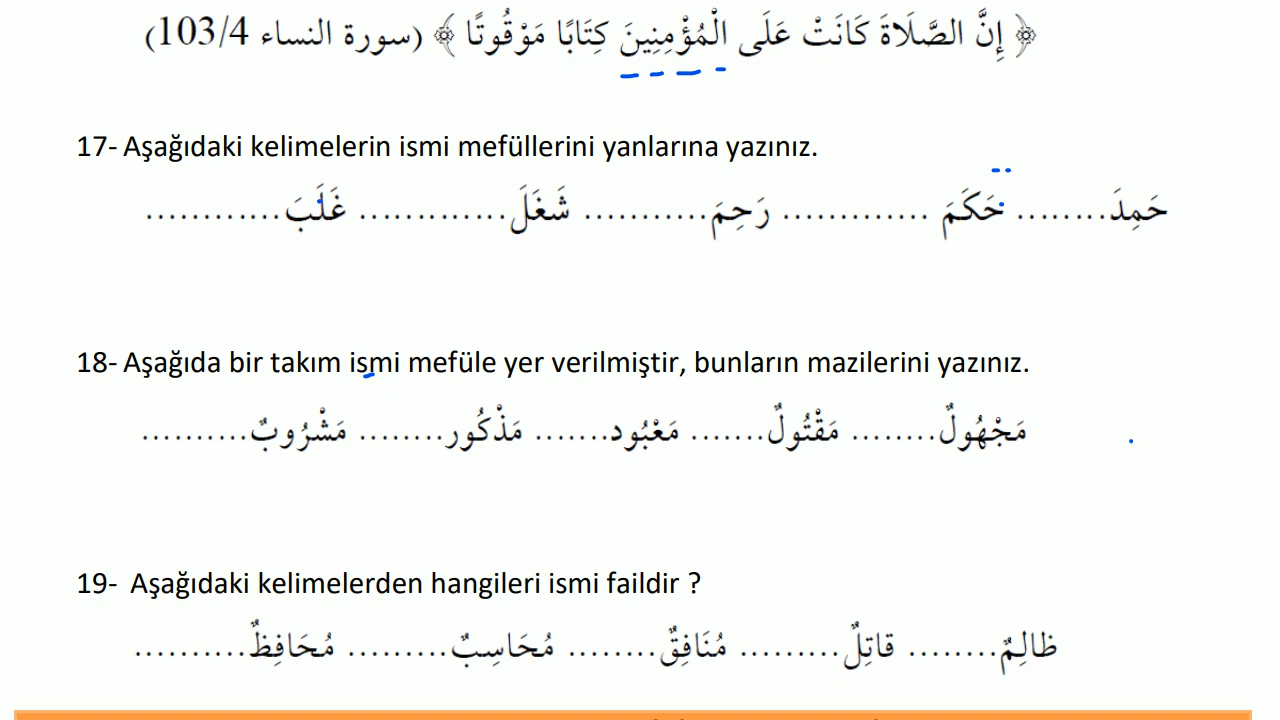 ﴿ إِنَّ الصَّلَاةَ كَانَتْ عَلَى الْمُؤْمِنِينَ كِتَابًا مَوْقُوتًا ﴾ (سورة النساء 103/4)
17- Aşağıdaki kelimelerin ismi mefüllerini yanlarına yazınız.
حَمِدَ........ حَكَمَ ............. رَحِمَ........... شَغَلَ............. غَلَبَ............
18- Aşağıda bir takım ismi mefüle yer verilmiştir, bunların mazilerini yazınız.
مَجْهُولٌ........ مَقْتُولٌ....... مَعْبُود....... مَذْكُور........ مَشْرُوبٌ..........
19- Aşağıdaki kelimelerden hangileri ismi faildir ?
ظالِمٌ........ قاتِلٌ......... مُنَافِقٌ........ مُحَاسِبٌ......... مُحَافِظٌ..........